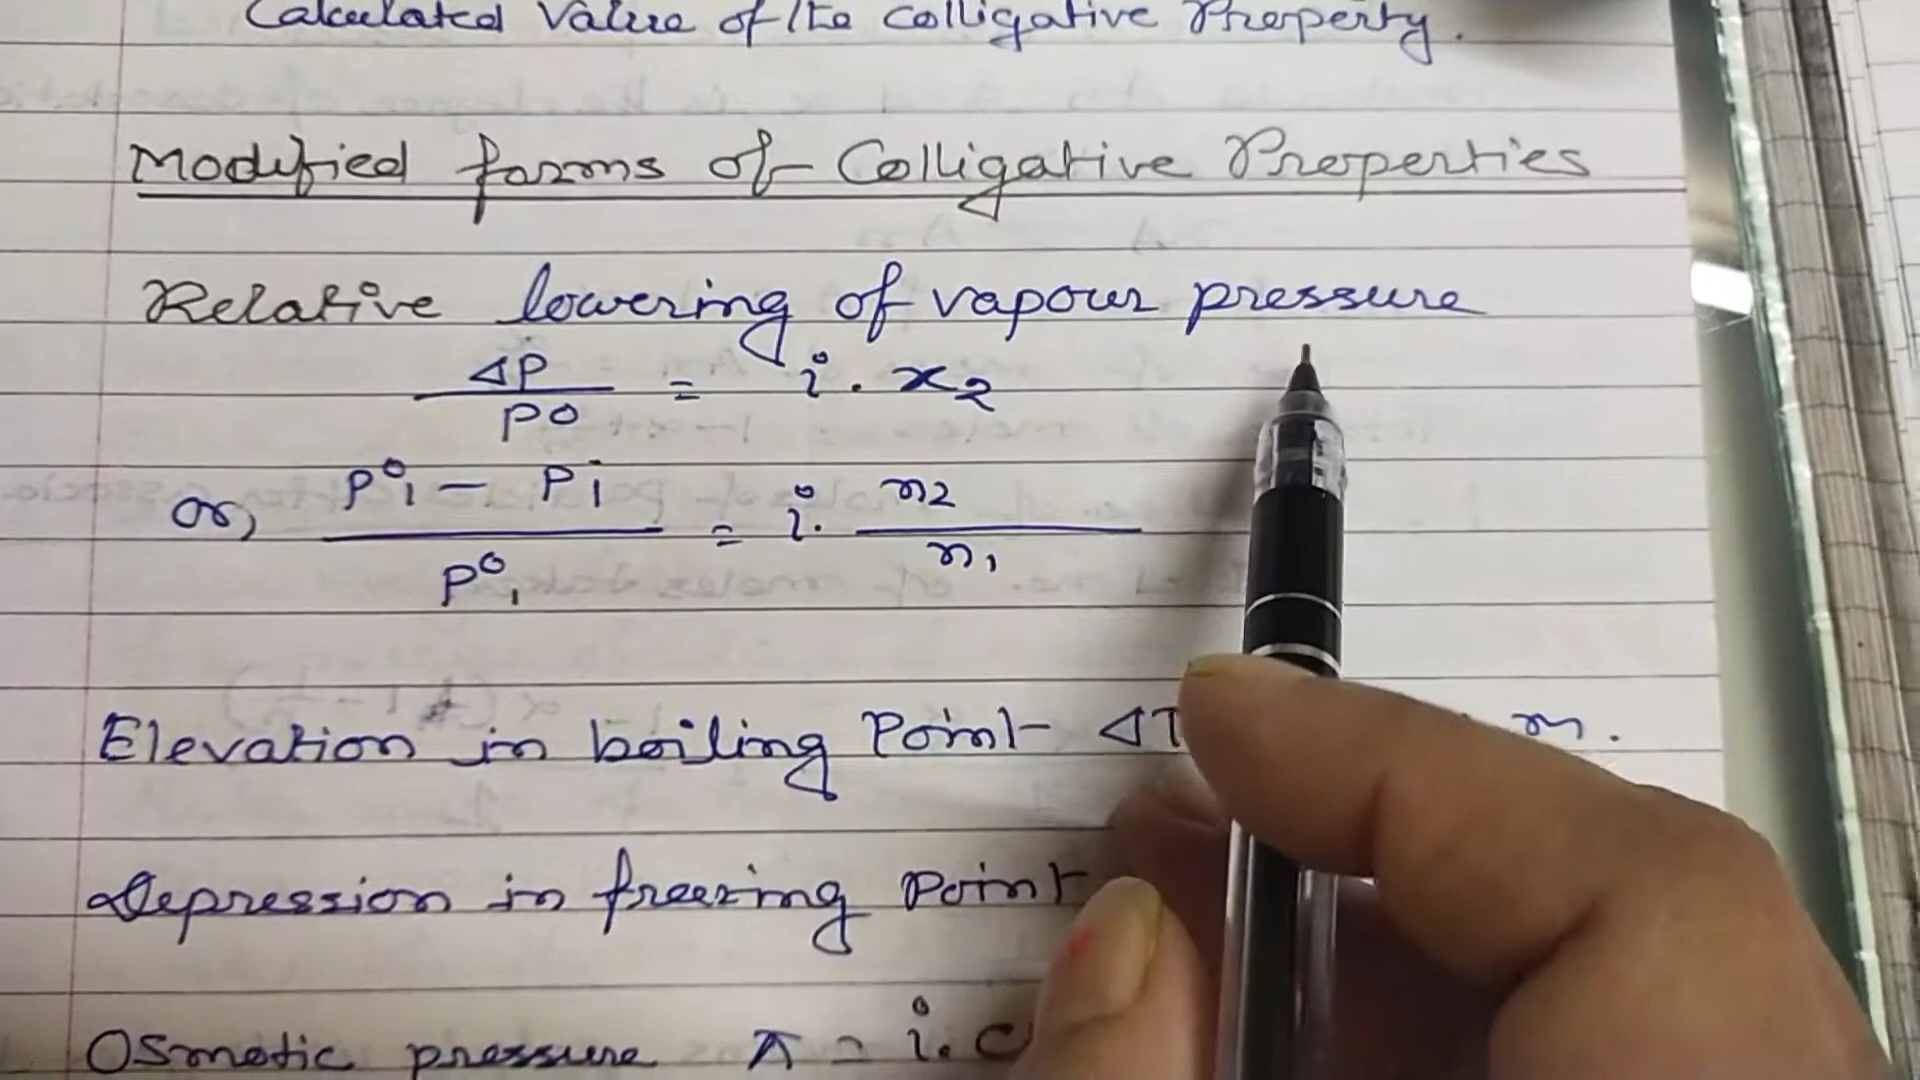 Calculated Value of the Colligative Property.
Modified forms of Colligative Properties
Relative lowering of vapour pressure
ΔP / P0 = i . x2
or, P°1 - P1 / P°1 = i. n2 / n1
Elevation in boiling Point- ΔT m.
Depression in freezing Point
Osmotic pressure π = i. C